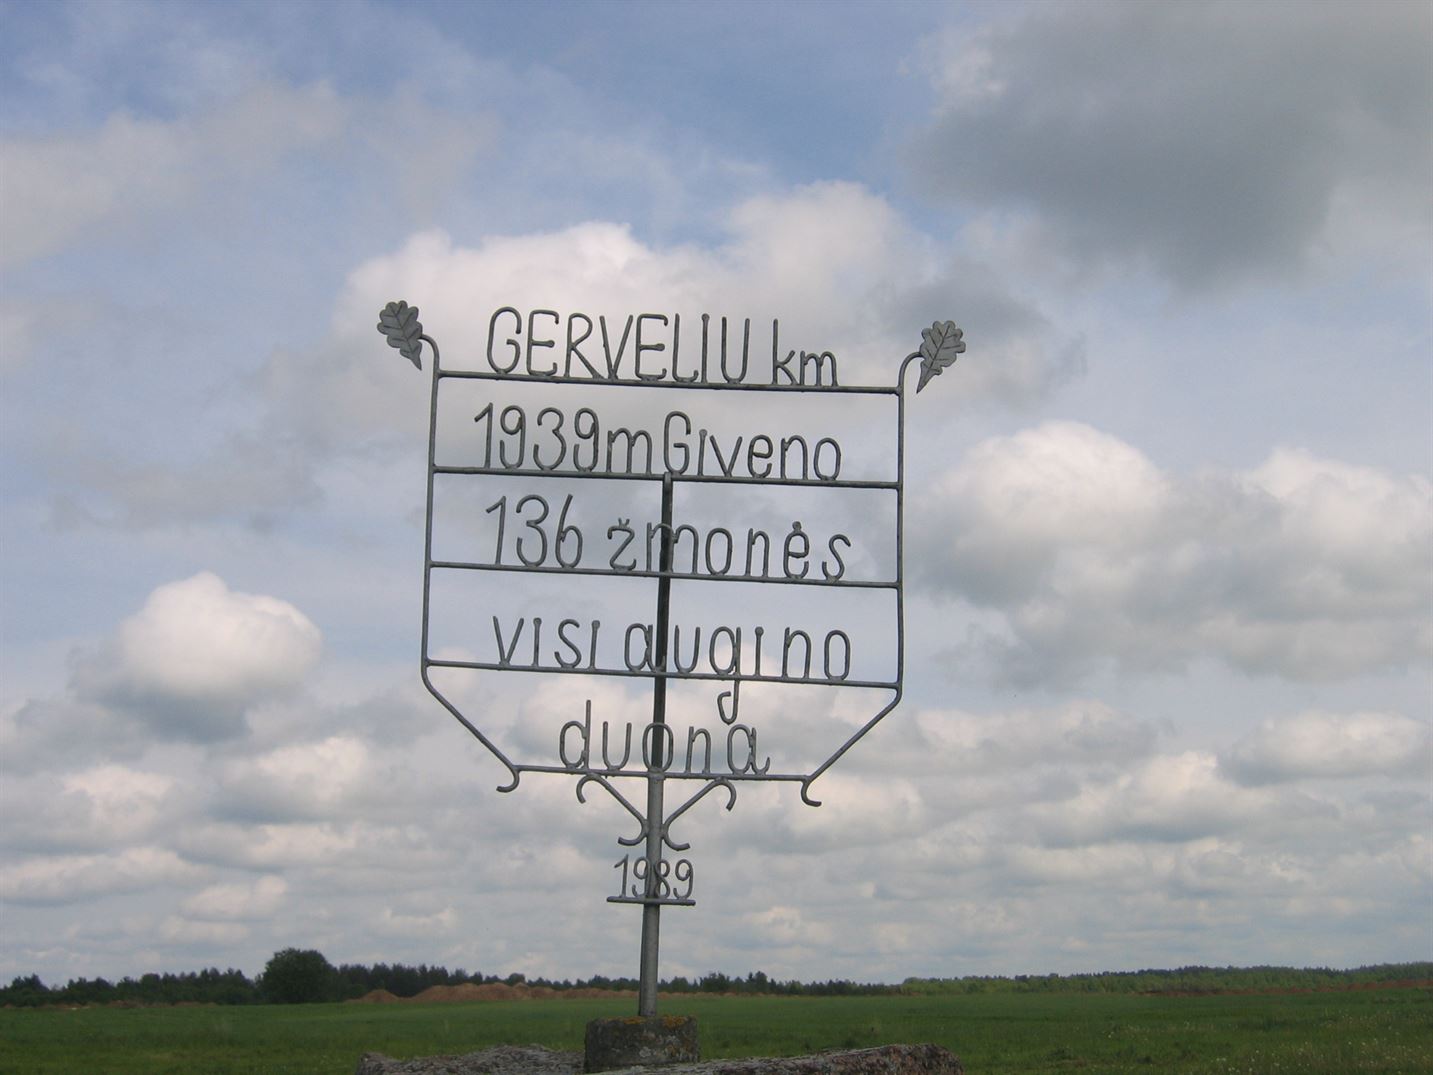 GERVELIU km
1939m Giveno
136 žmonės
visi augino
duona
1989